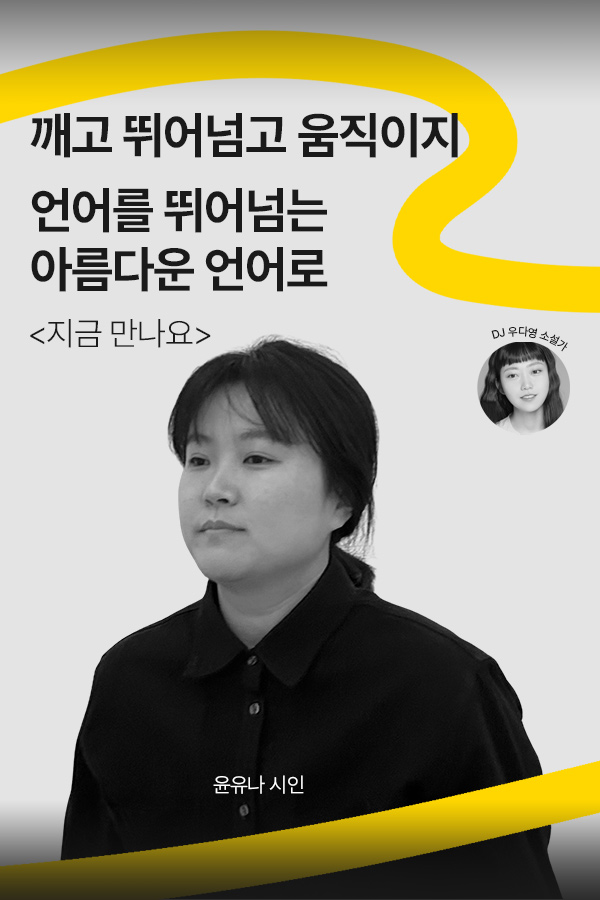 깨고 뛰어넘고 움직이지
언어를 뛰어넘는
아름다운 언어로
<지금 만나요>
DJ 우다영 소설가
윤유나 시인